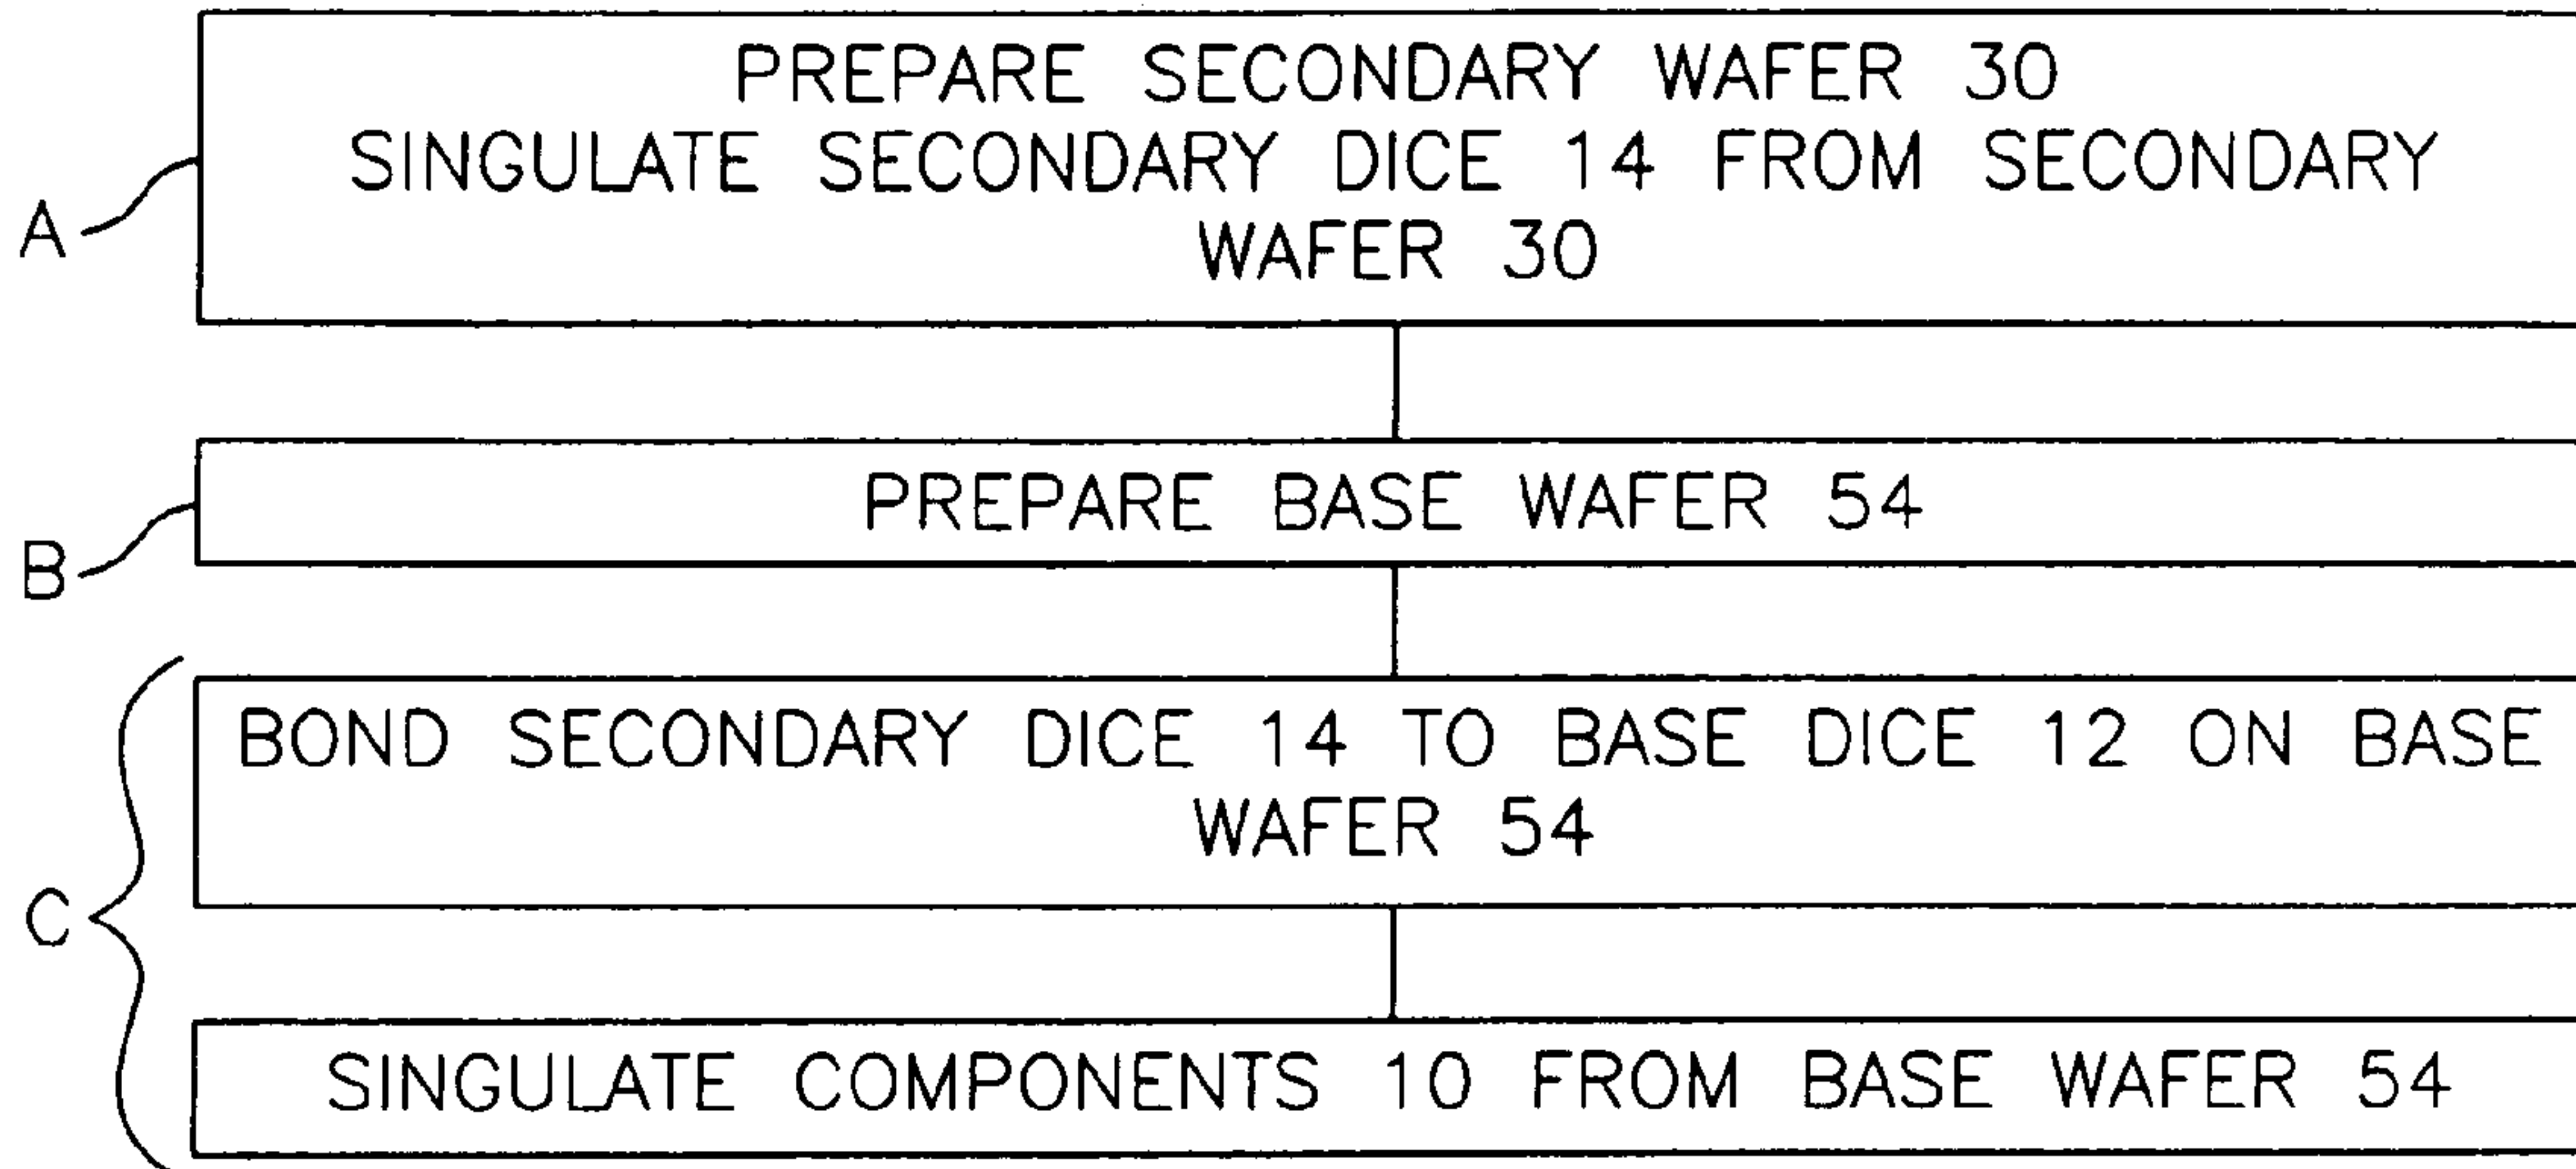 PREPARE SECONDARY WAFER 30
SINGULATE SECONDARY DICE 14 FROM SECONDARY
WAFER 30
A
PREPARE BASE WAFER 54
B
BOND SECONDARY DICE 14 TO BASE DICE 12 ON BASE
WAFER 54
C
SINGULATE COMPONENTS 10 FROM BASE WAFER 54